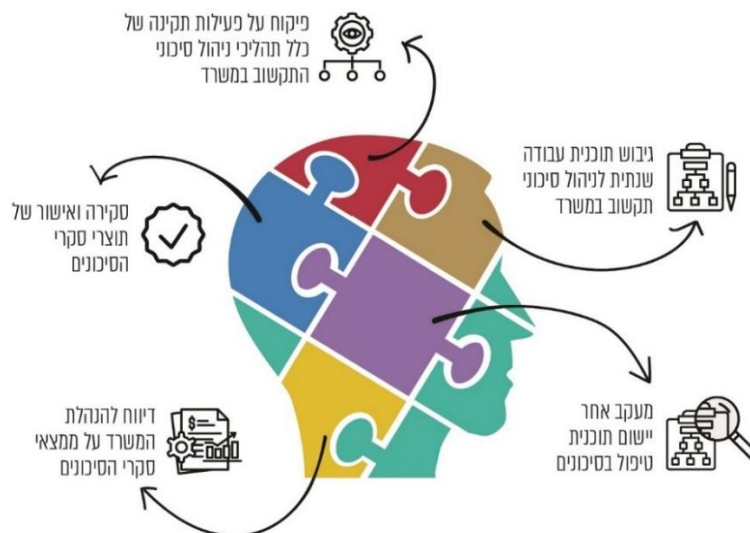 פיקוח על פעילות תקינה של
כלל תהליכי ניהול סיכוני
התקשוב במשרד
גיבוש תוכנית עבודה
שנתית לניהול סיכוני
תקשוב במשרד
סקירה ואישור של
תוצרי סקרי
הסיכונים
מעקב אחר
יישום תוכנית
טיפול בסיכונים
דיווח להנהלת
המשרד על ממצאי
סקרי הסיכונים